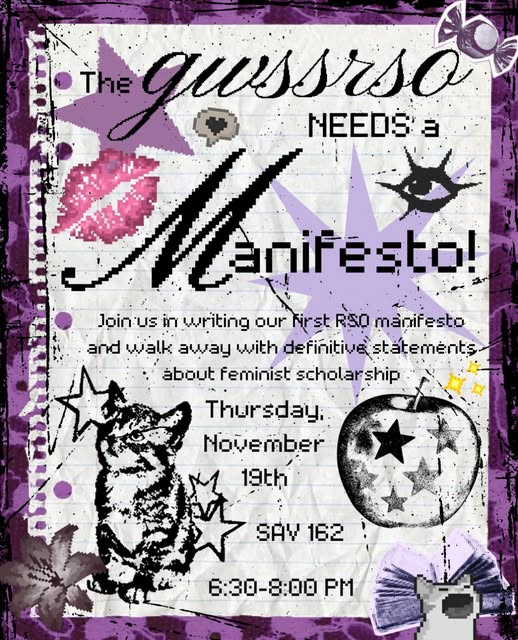 The gwssrso
NEEDS a
Manifesto!
Join us in writing our first RSO manifesto
and walk away with definitive statements
about feminist scholarship
Thursday,
November
19th
SAV 162
6:30-8:00 PM